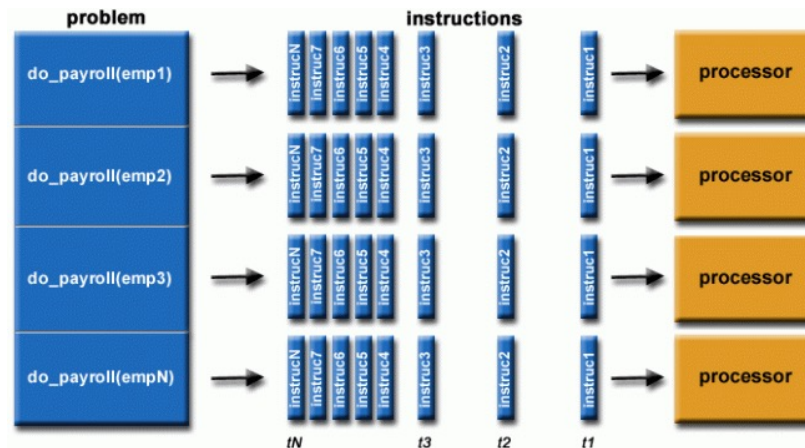 problem
instructions
do_payroll(emp1)
instrucN
instruc7
instruc6
instruc5
instruc4
instruc3
instruc2
instruc1
processor
do_payroll(emp2)
instrucN
instruc7
instruc6
instruc5
instruc4
instruc3
instruc2
instruc1
processor
do_payroll(emp3)
instrucN
instruc7
instruc6
instruc5
instruc4
instruc3
instruc2
instruc1
processor
do_payroll(empN)
instrucN
instruc7
instruc6
instruc5
instruc4
instruc3
instruc2
instruc1
processor
tN
t3
t2
t1